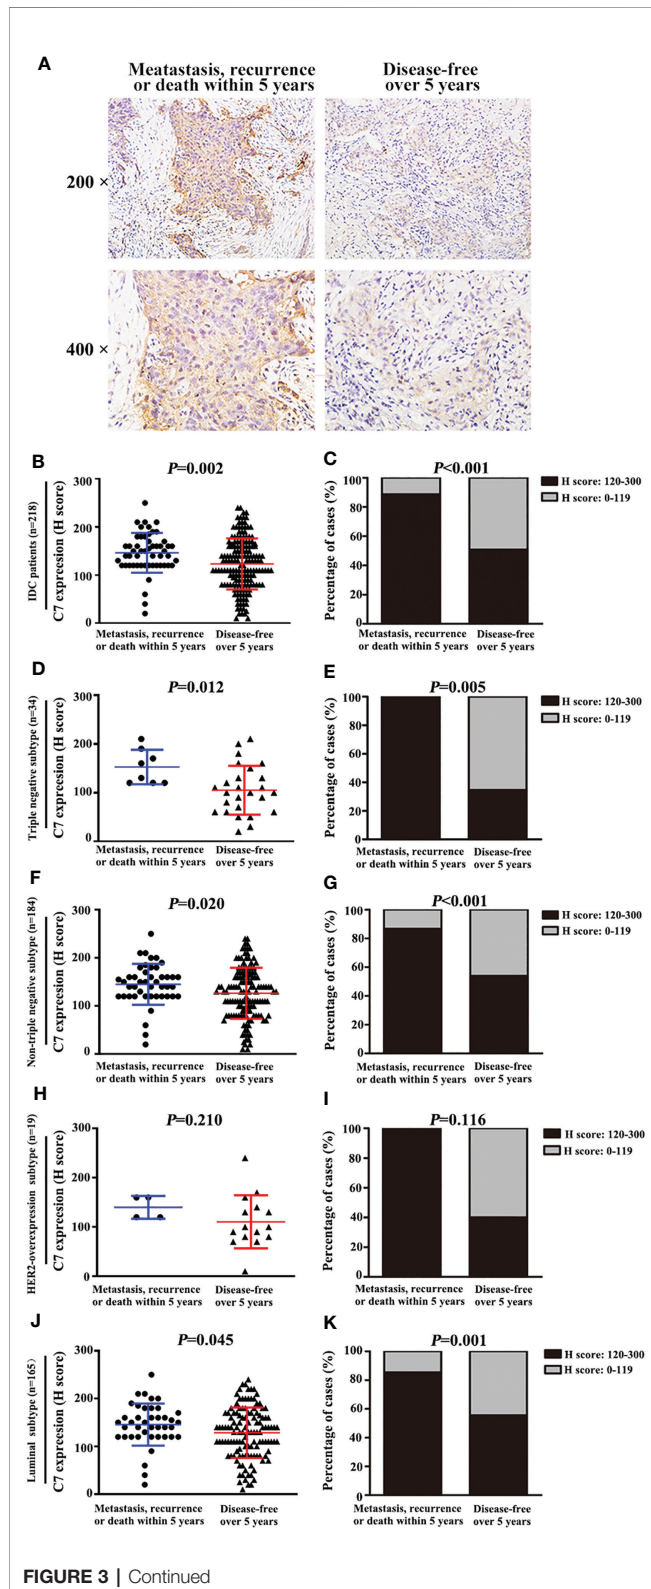 A
Meatastasis, recurrence
or death within 5 years
Disease-free
over 5 years
200 ×
400 ×
B
P=0.002
IDC patients (n=218)
C7 expreesion (H score)
300
200
100
0
Metastasis, recurrence
or death within 5 years
Disease-free
over 5 years
C
P<0.001
Percentage of cases (%)
100
80
60
40
20
0
H score: 120-300
H score: 0-119
Metastasis, recurrence
or death within 5 years
Disease-free
over 5 years
D
P=0.012
Triple negative subtype (n=34)
C7 expreesion (H score)
300
200
100
0
Metastasis, recurrence
or death within 5 years
Disease-free
over 5 years
E
P=0.005
Percentage of cases (%)
100
80
60
40
20
0
H score: 120-300
H score: 0-119
Metastasis, recurrence
or death within 5 years
Disease-free
over 5 years
F
P=0.020
Non-triple negative subtype (n=184)
C7 expreesion (H score)
300
200
100
0
Metastasis, recurrence
or death within 5 years
Disease-free
over 5 years
G
P<0.001
Percentage of cases (%)
100
80
60
40
20
0
H score: 120-300
H score: 0-119
Metastasis, recurrence
or death within 5 years
Disease-free
over 5 years
H
P=0.210
HER2-overexpression subtype (n=19)
C7 expreesion (H score)
300
200
100
0
Metastasis, recurrence
or death within 5 years
Disease-free
over 5 years
I
P=0.116
Percentage of cases (%)
100
80
60
40
20
0
H score: 120-300
H score: 0-119
Metastasis, recurrence
or death within 5 years
Disease-free
over 5 years
J
P=0.045
Luminal subtype (n=165)
C7 expreesion (H score)
300
200
100
0
Metastasis, recurrence
or death within 5 years
Disease-free
over 5 years
K
P=0.001
Percentage of cases (%)
100
80
60
40
20
0
H score: 120-300
H score: 0-119
Metastasis, recurrence
or death within 5 years
Disease-free
over 5 years
FIGURE 3 | Continued